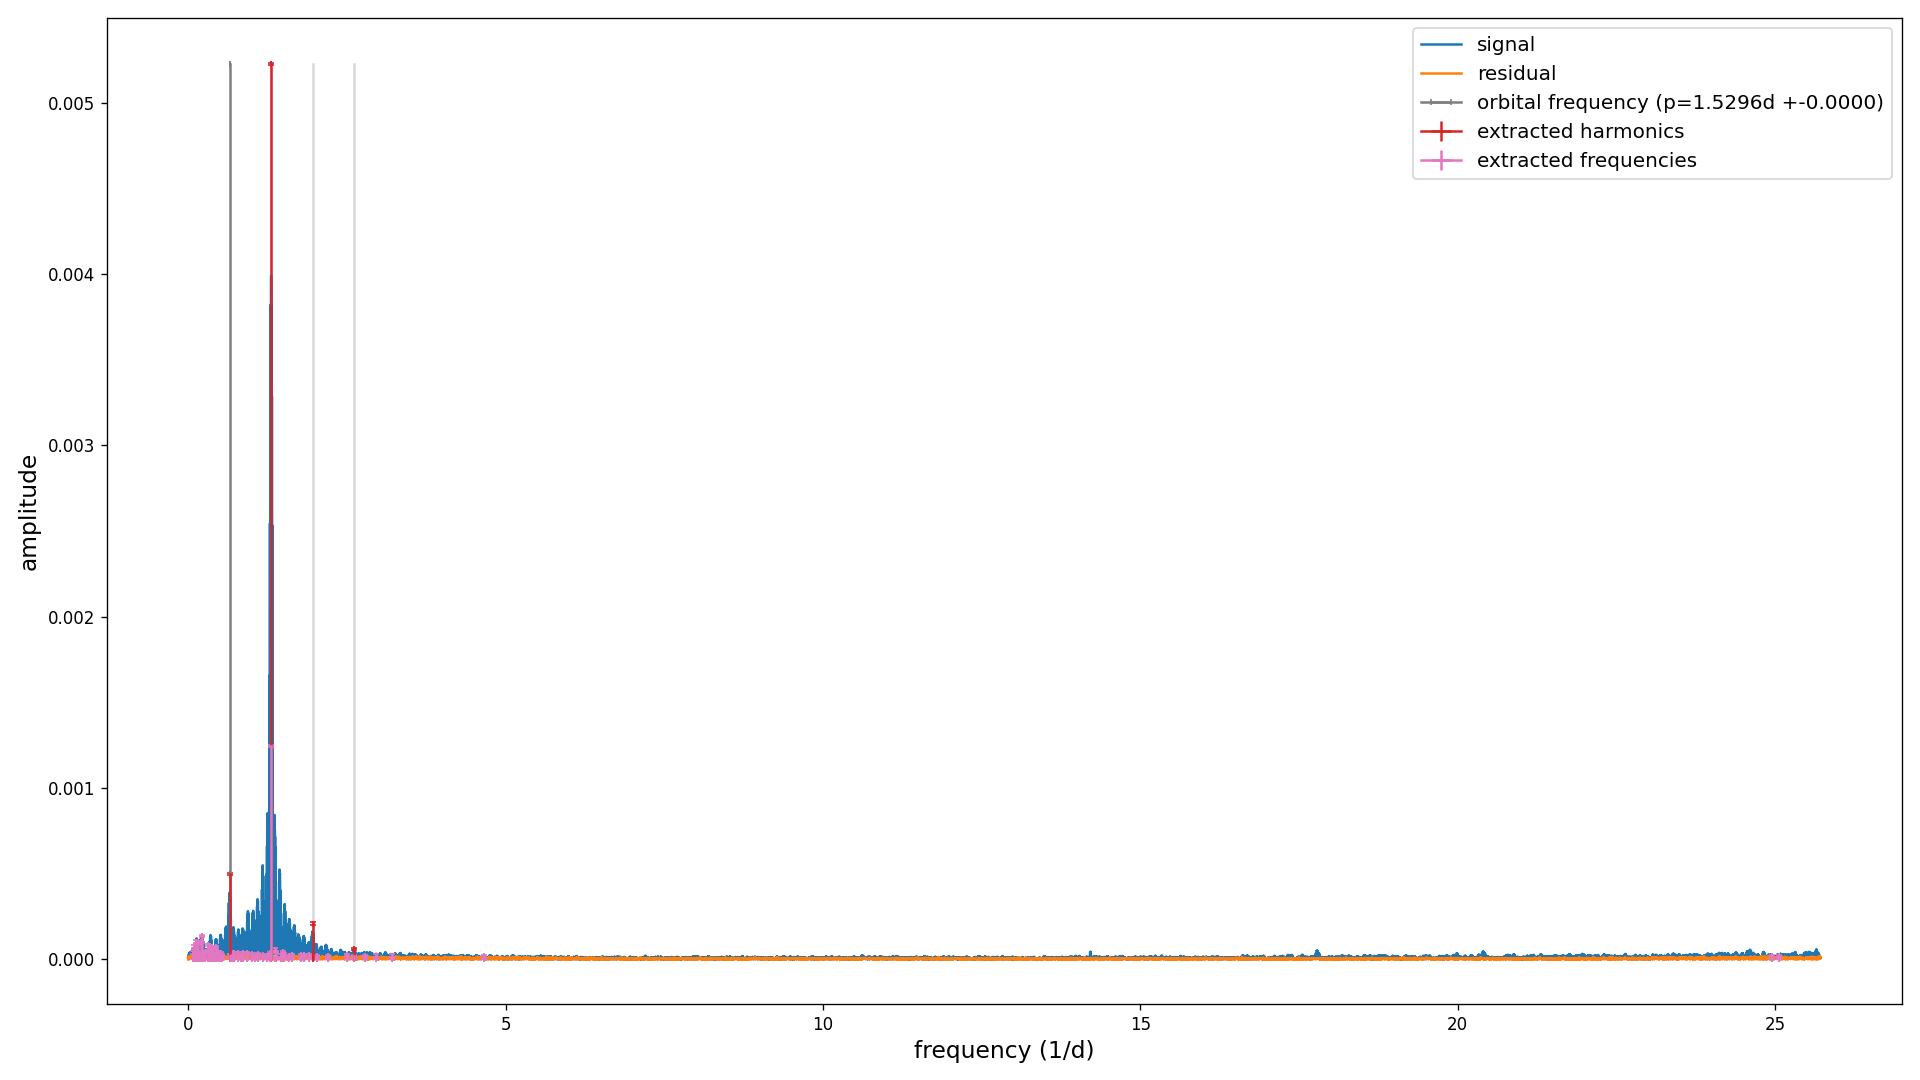 signal
residual
orbital frequency (p=1.5296d +-0.0000)
extracted harmonics
extracted frequencies
0.005
0.004
0.003
0.002
0.001
0.000
amplitude
0 5 10 15 20 25
frequency (1/d)